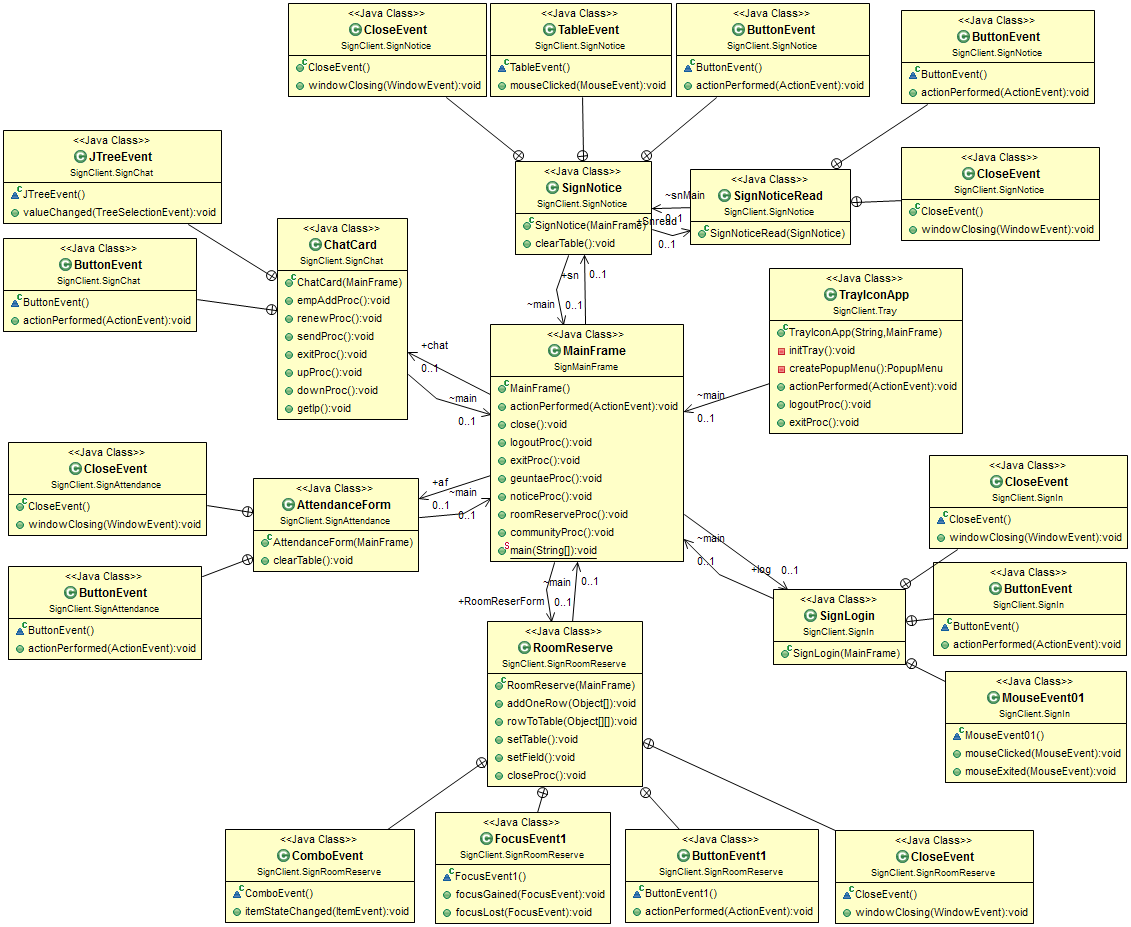 <<Java Class>>
CloseEvent
SignClient.SignNotice
CloseEvent()
windowClosing(WindowEvent):void
<<Java Class>>
TableEvent
SignClient.SignNotice
TableEvent()
mouseClicked(MouseEvent):void
<<Java Class>>
ButtonEvent
SignClient.SignNotice
ButtonEvent()
actionPerformed(ActionEvent):void
<<Java Class>>
ButtonEvent
SignClient.SignNotice
ButtonEvent()
actionPerformed(ActionEvent):void
<<Java Class>>
JTreeEvent
SignClient.SignChat
JTreeEvent()
valueChanged(TreeSelectionEvent):void
<<Java Class>>
SignNotice
SignClient.SignNotice
SignNotice(MainFrame)
clearTable():void
~snMain
0..1
+Snread
0..1
<<Java Class>>
SignNoticeRead
SignClient.SignNotice
SignNoticeRead(SignNotice)
<<Java Class>>
CloseEvent
SignClient.SignNotice
CloseEvent()
windowClosing(WindowEvent):void
<<Java Class>>
ButtonEvent
SignClient.SignChat
ButtonEvent()
actionPerformed(ActionEvent):void
<<Java Class>>
ChatCard
SignClient.SignChat
ChatCard(MainFrame)
empAddProc():void
renewProc():void
sendProc():void
exitProc():void
upProc():void
downProc():void
getIp():void
+sn
0..1
~main
0..1
<<Java Class>>
TrayIconApp
SignClient.Tray
TrayIconApp(String,MainFrame)
initTray():void
createPopupMenu():PopupMenu
actionPerformed(ActionEvent):void
logoutProc():void
exitProc():void
+chat
0..1
~main
0..1
<<Java Class>>
MainFrame
SignMainFrame
MainFrame()
actionPerformed(ActionEvent):void
close():void
logoutProc():void
exitProc():void
geuntaeProc():void
noticeProc():void
roomReserveProc():void
communityProc():void
main(String[]):void
~main
0..1
<<Java Class>>
CloseEvent
SignClient.SignAttendance
CloseEvent()
windowClosing(WindowEvent):void
<<Java Class>>
AttendanceForm
SignClient.SignAttendance
AttendanceForm(MainFrame)
clearTable():void
+af
0..1
~main
0..1
<<Java Class>>
CloseEvent
SignClient.SignIn
CloseEvent()
windowClosing(WindowEvent):void
<<Java Class>>
ButtonEvent
SignClient.SignAttendance
ButtonEvent()
actionPerformed(ActionEvent):void
~main
0..1
+RoomReserForm
0..1
~main
0..1
+log
0..1
<<Java Class>>
SignLogin
SignClient.SignIn
SignLogin(MainFrame)
<<Java Class>>
ButtonEvent
SignClient.SignIn
ButtonEvent()
actionPerformed(ActionEvent):void
<<Java Class>>
RoomReserve
SignClient.SignRoomReserve
RoomReserve(MainFrame)
addOneRow(Object[]):void
rowToTable(Object[][]):void
setTable():void
setField():void
closeProc():void
<<Java Class>>
MouseEvent01
SignClient.SignIn
MouseEvent01()
mouseClicked(MouseEvent):void
mouseExited(MouseEvent):void
<<Java Class>>
ComboEvent
SignClient.SignRoomReserve
ComboEvent()
itemStateChanged(ItemEvent):void
<<Java Class>>
FocusEvent1
SignClient.SignRoomReserve
FocusEvent1()
focusGained(FocusEvent):void
focusLost(FocusEvent):void
<<Java Class>>
ButtonEvent1
SignClient.SignRoomReserve
ButtonEvent1()
actionPerformed(ActionEvent):void
<<Java Class>>
CloseEvent
SignClient.SignRoomReserve
CloseEvent()
windowClosing(WindowEvent):void